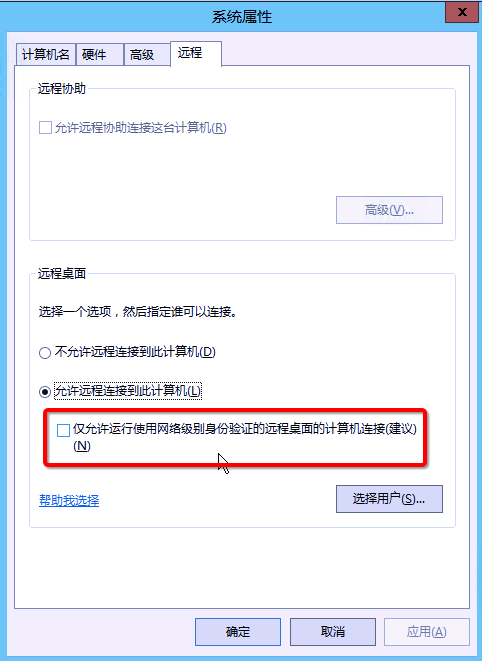 系统属性
x
计算机名 硬件 高级 远程
远程协助
允许远程协助连接这台计算机(R)
高级(V)...
远程桌面
选择一个选项，然后指定谁可以连接。
不允许远程连接到此计算机(D)
允许远程连接到此计算机(L)
仅允许运行使用网络级别身份验证的远程桌面的计算机连接(建议)
(N)
帮助我选择 选择用户(S)...
确定 取消 应用(A)